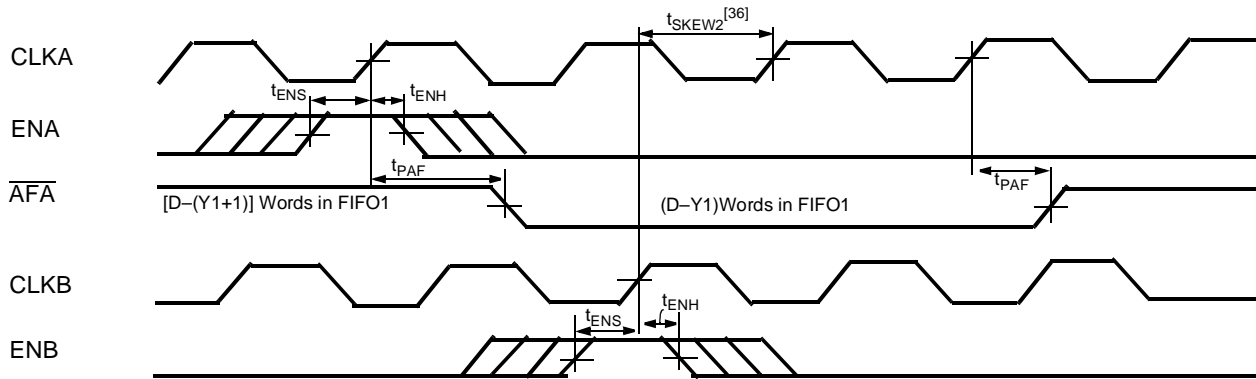 tSKEW2[36]
CLKA
tENS tENH
ENA
tPAF
AFA
[D–(Y1+1)] Words in FIFO1 (D–Y1)Words in FIFO1
tPAF
CLKB
tENS tENH
ENB